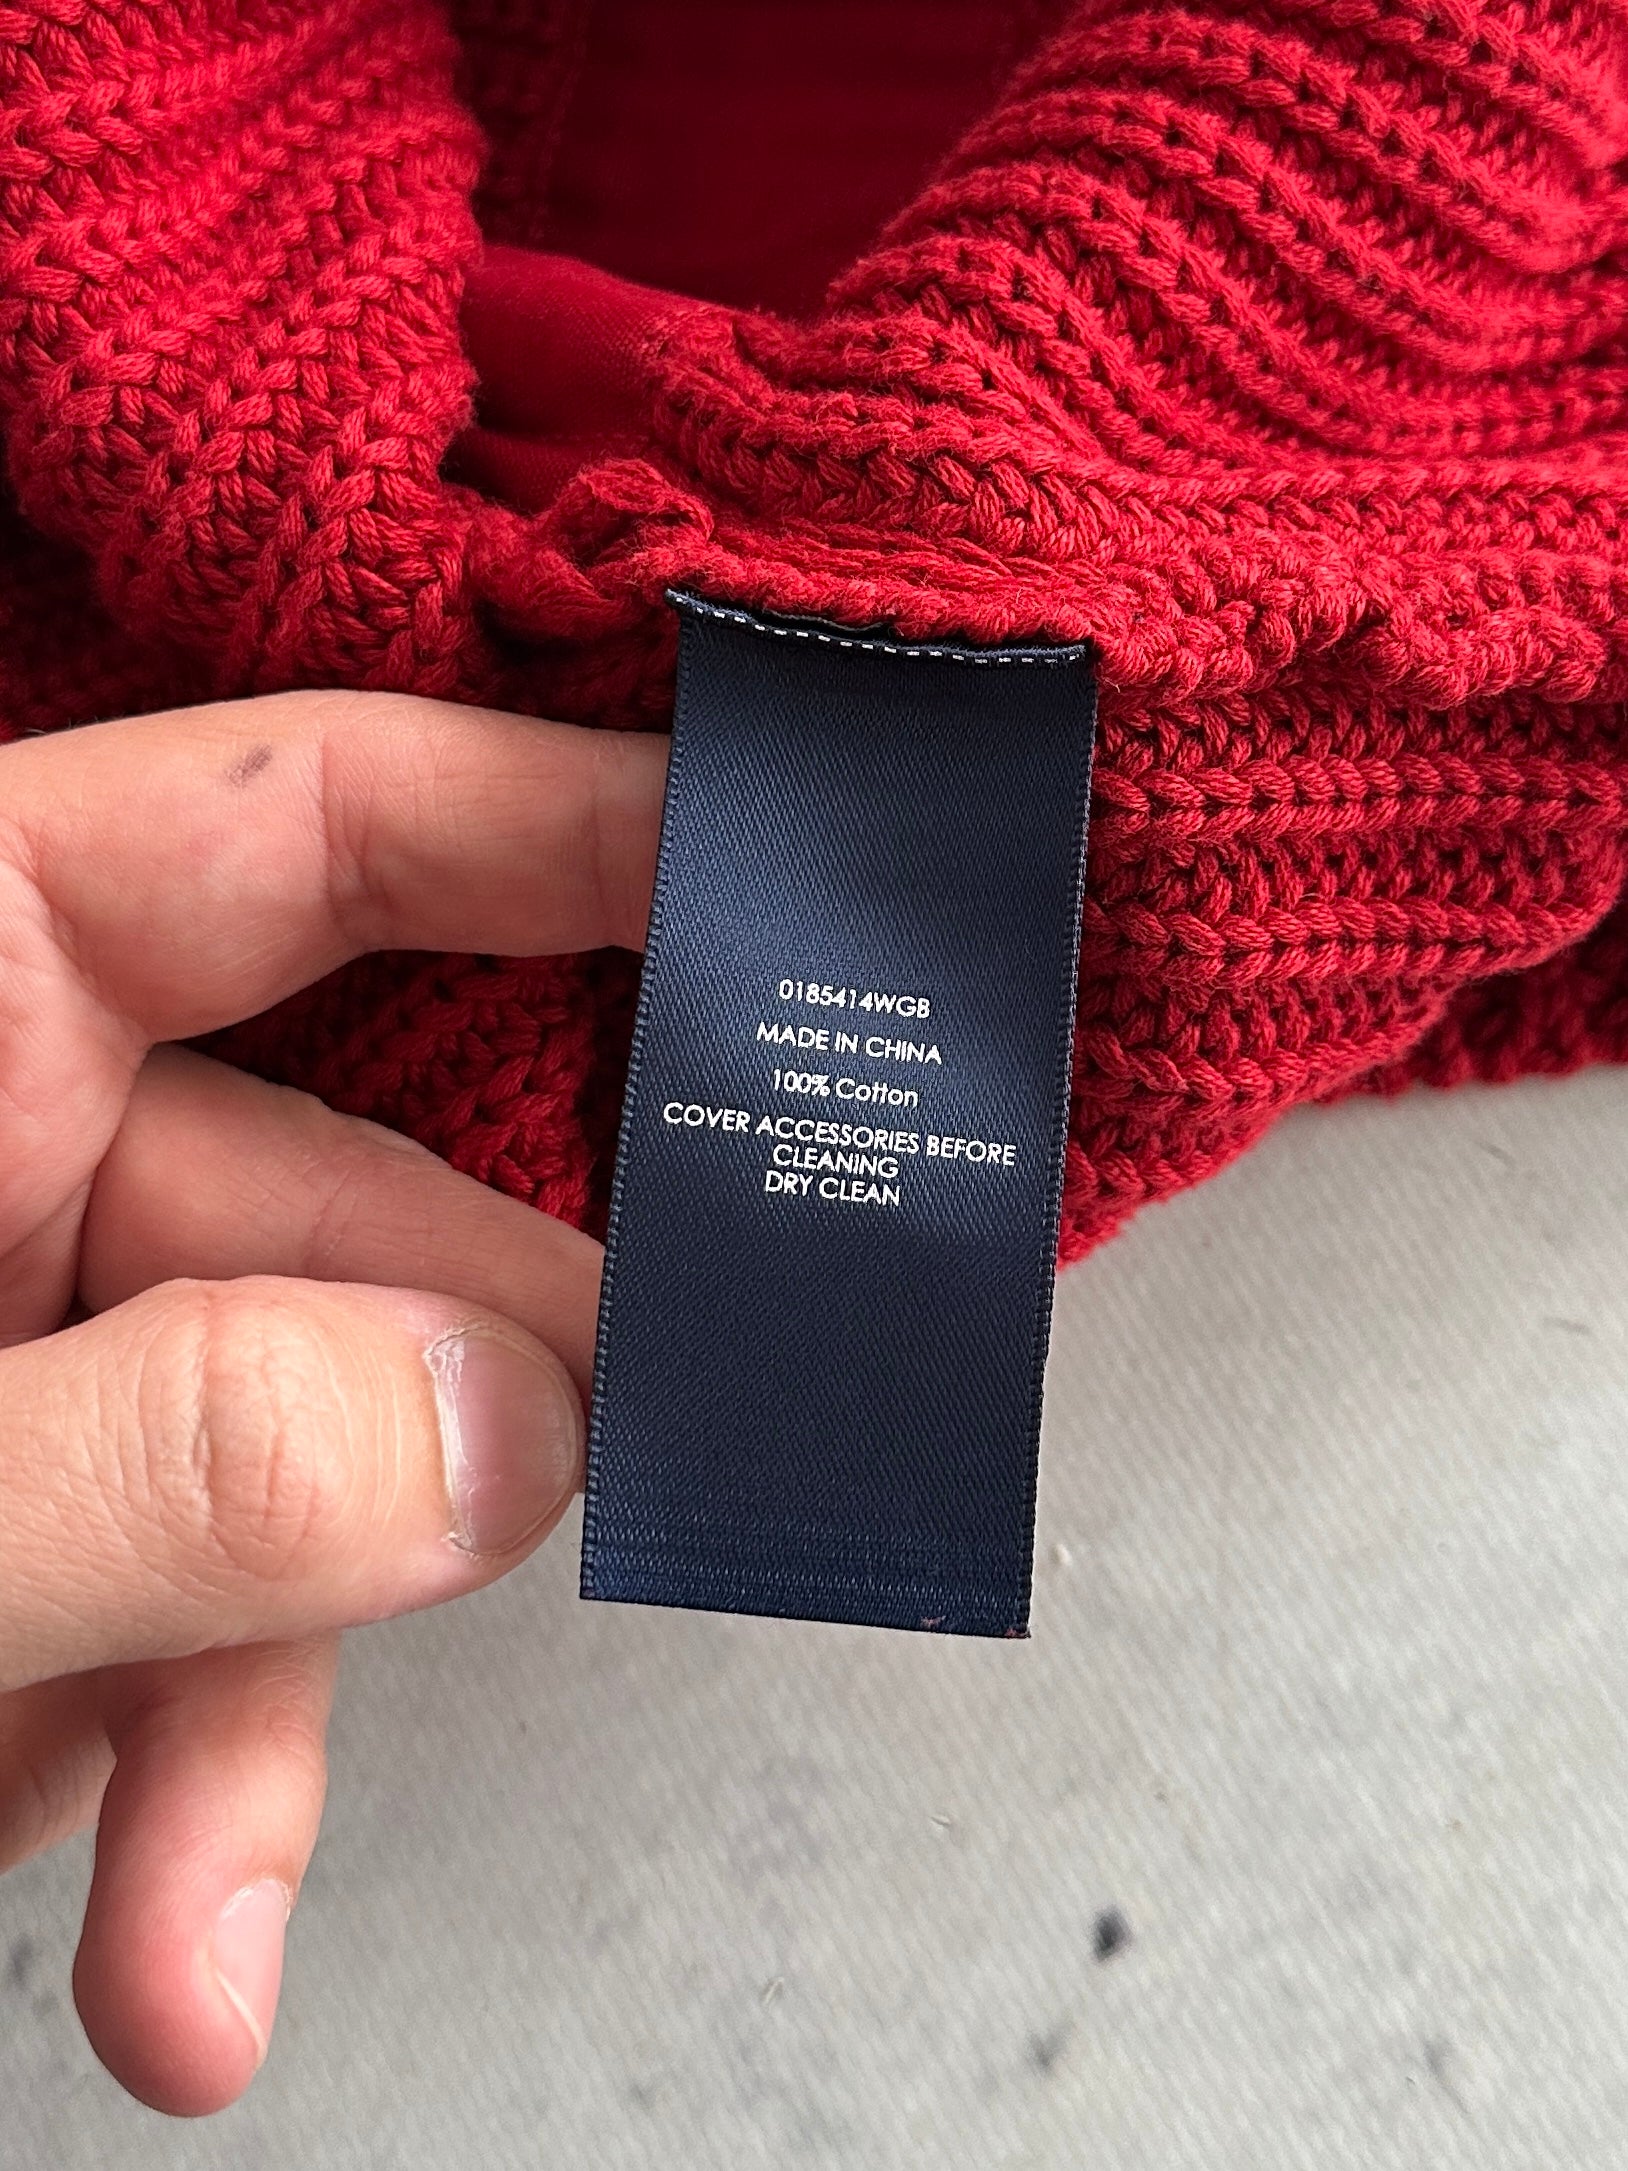 0185414WGB
MADE IN CHINA
100% Cotton
COVER ACCESSORIES BEFORE
CLEANING
DRY CLEAN